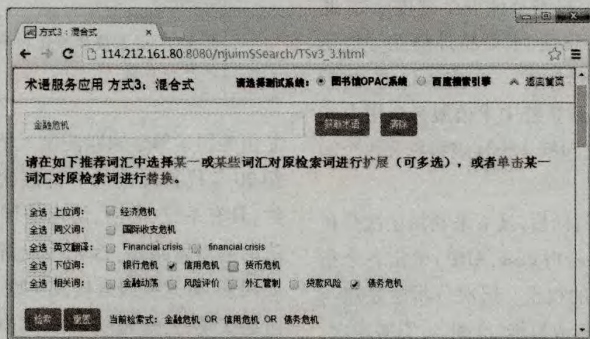 方式3：混合式
114.212.161.80:8080/njuimSSearch/TSv3_3.html
术语服务应用 方式3：混合式 请选择测试系统： 图书馆OPAC系统 百度搜索引擎 返回首页
金融危机 获取术语 清除
请在如下推荐词汇中选择某一或某些词汇对原检索词进行扩展（可多选），或者单击某一
词汇对原检索词进行替换。
全选 上位词： 经济危机
全选 同义词： 国际收支危机
全选 英文翻译： Financial crisis financial crisis
全选 下位词： 银行危机 信用危机 货币危机
全选 相关词： 金融动荡 风险评价 外汇管制 贷款风险 债务危机
检索 重置 当前检索式：金融危机 OR 信用危机 OR 债务危机